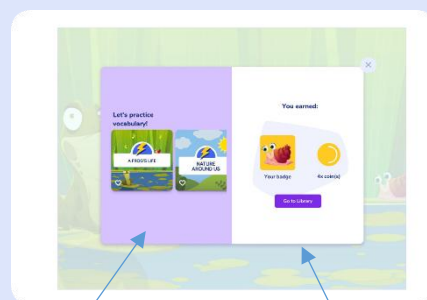 Let's practice
vocabulary!
A FROG'S LIFE
NATURE
AROUND US
You earned:
Your badge
6x coin(s)
Go to Library